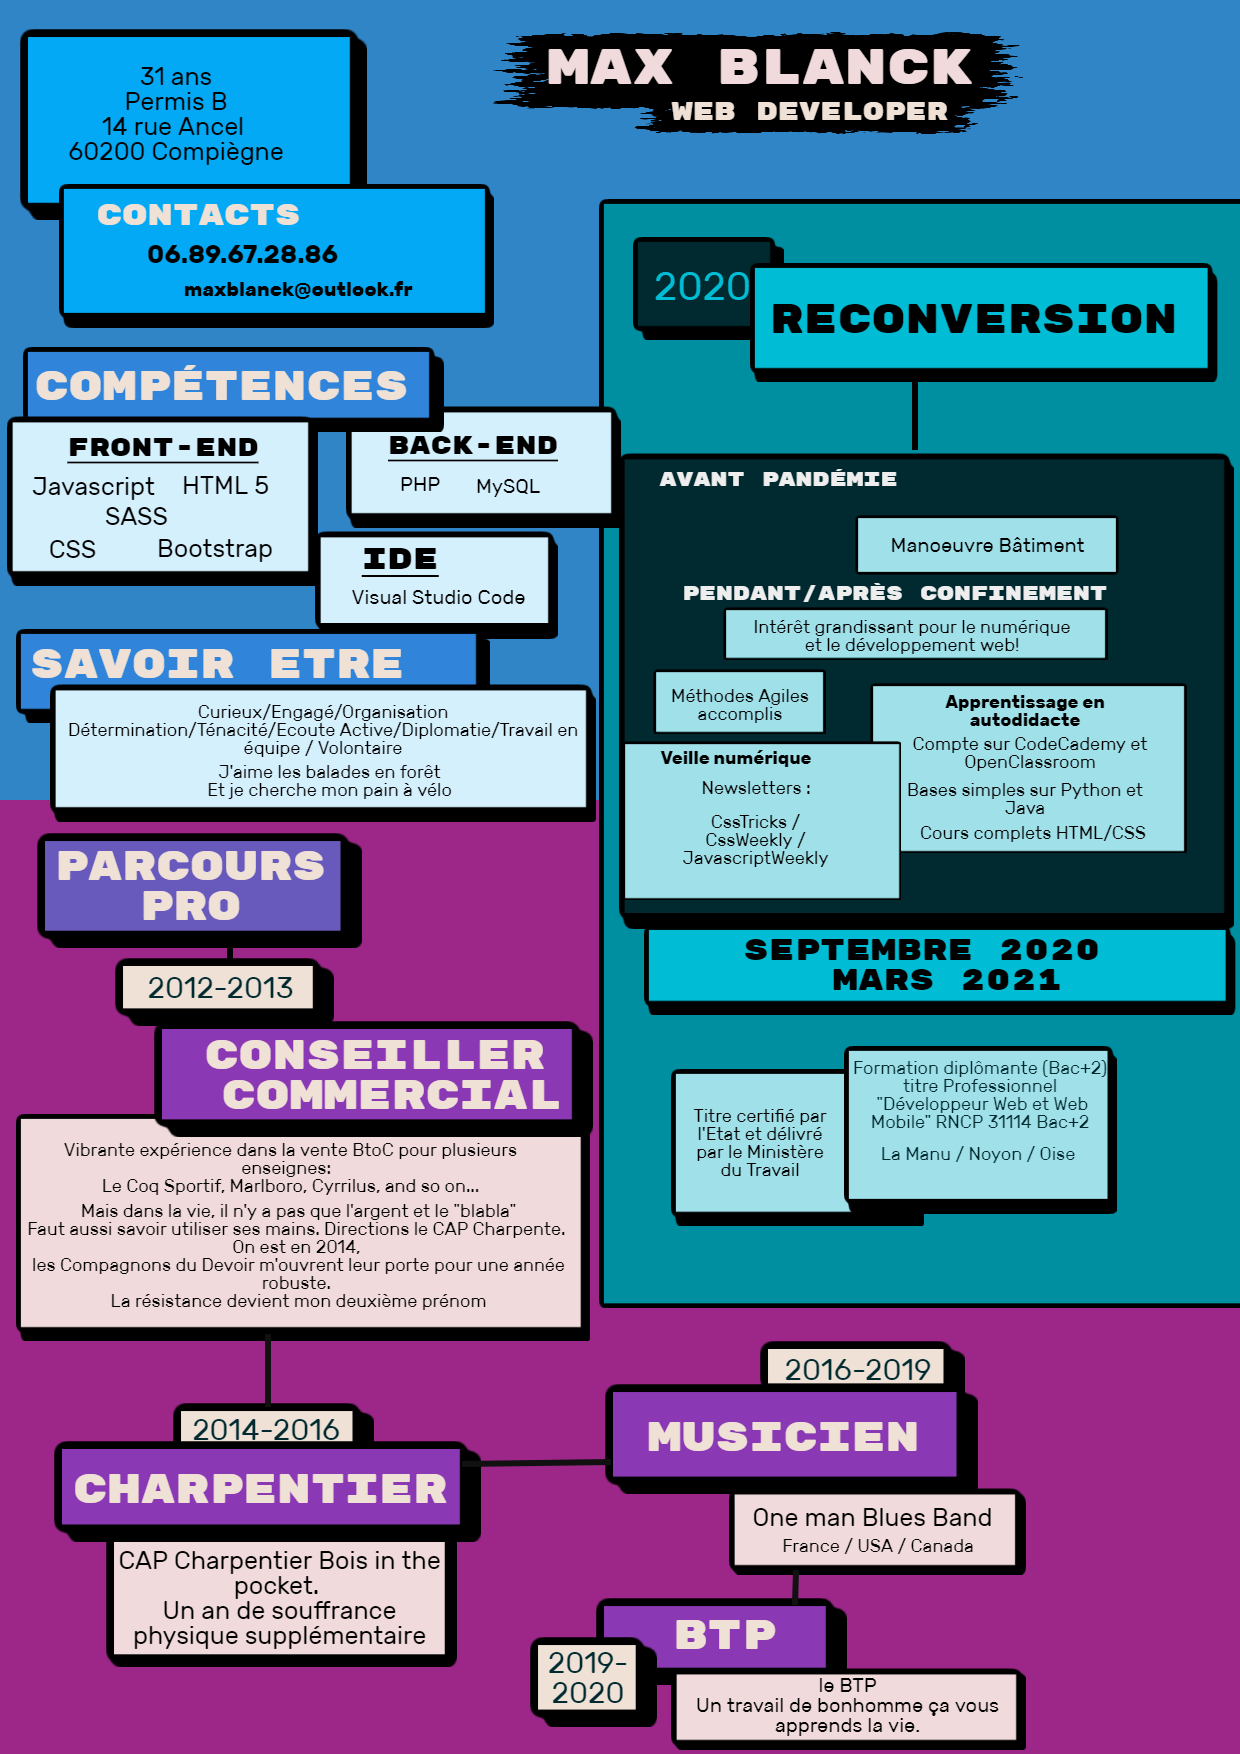 MAX BLANCK
WEB DEVELOPER
31 ans
Permis B
14 rue Ancel
60200 Compiègne
CONTACTS
06.89.67.28.86
maxblanck@outlook.fr
COMPÉTENCES
FRONT-END
Javascript HTML 5
SASS
CSS Bootstrap
BACK-END
PHP MySQL
IDE
Visual Studio Code
SAVOIR ETRE
Curieux/Engagé/Organisation
Détermination/Ténacité/Ecoute Active/Diplomatie/Travail en
équipe / Volontaire
J'aime les balades en forêt
Et je cherche mon pain à vélo
2020
RECONVERSION
AVANT PANDÉMIE
Manoeuvre Bâtiment
PENDANT/APRÈS CONFINEMENT
Intérêt grandissant pour le numérique
et le développement web!
Méthodes Agiles
accomplis
Apprentissage en
autodidacte
Compte sur CodeCademy et
OpenClassroom
Bases simples sur Python et
Java
Cours complets HTML/CSS
Veille numérique
Newsletters :
CssTricks /
CssWeekly /
JavascriptWeekly
SEPTEMBRE 2020
MARS 2021
Titre certifié par
l'Etat et délivré
par le Ministère
du Travail
Formation diplômante (Bac+2)
titre Professionnel
"Développeur Web et Web
Mobile" RNCP 31114 Bac+2
La Manu / Noyon / Oise
PARCOURS
PRO
2012-2013
CONSEILLER
COMMERCIAL
Vibrante expérience dans la vente BtoC pour plusieurs
enseignes:
Le Coq Sportif, Marlboro, Cyrrilus, and so on...
Mais dans la vie, il n'y a pas que l'argent et le "blabla"
Faut aussi savoir utiliser ses mains. Directions le CAP Charpente.
On est en 2014,
les Compagnons du Devoir m'ouvrent leur porte pour une année
robuste.
La résistance devient mon deuxième prénom
2014-2016
CHARPENTIER
CAP Charpentier Bois in the
pocket.
Un an de souffrance
physique supplémentaire
2016-2019
MUSICIEN
One man Blues Band
France / USA / Canada
BTP
2019-
2020
le BTP
Un travail de bonhomme ça vous
apprends la vie.